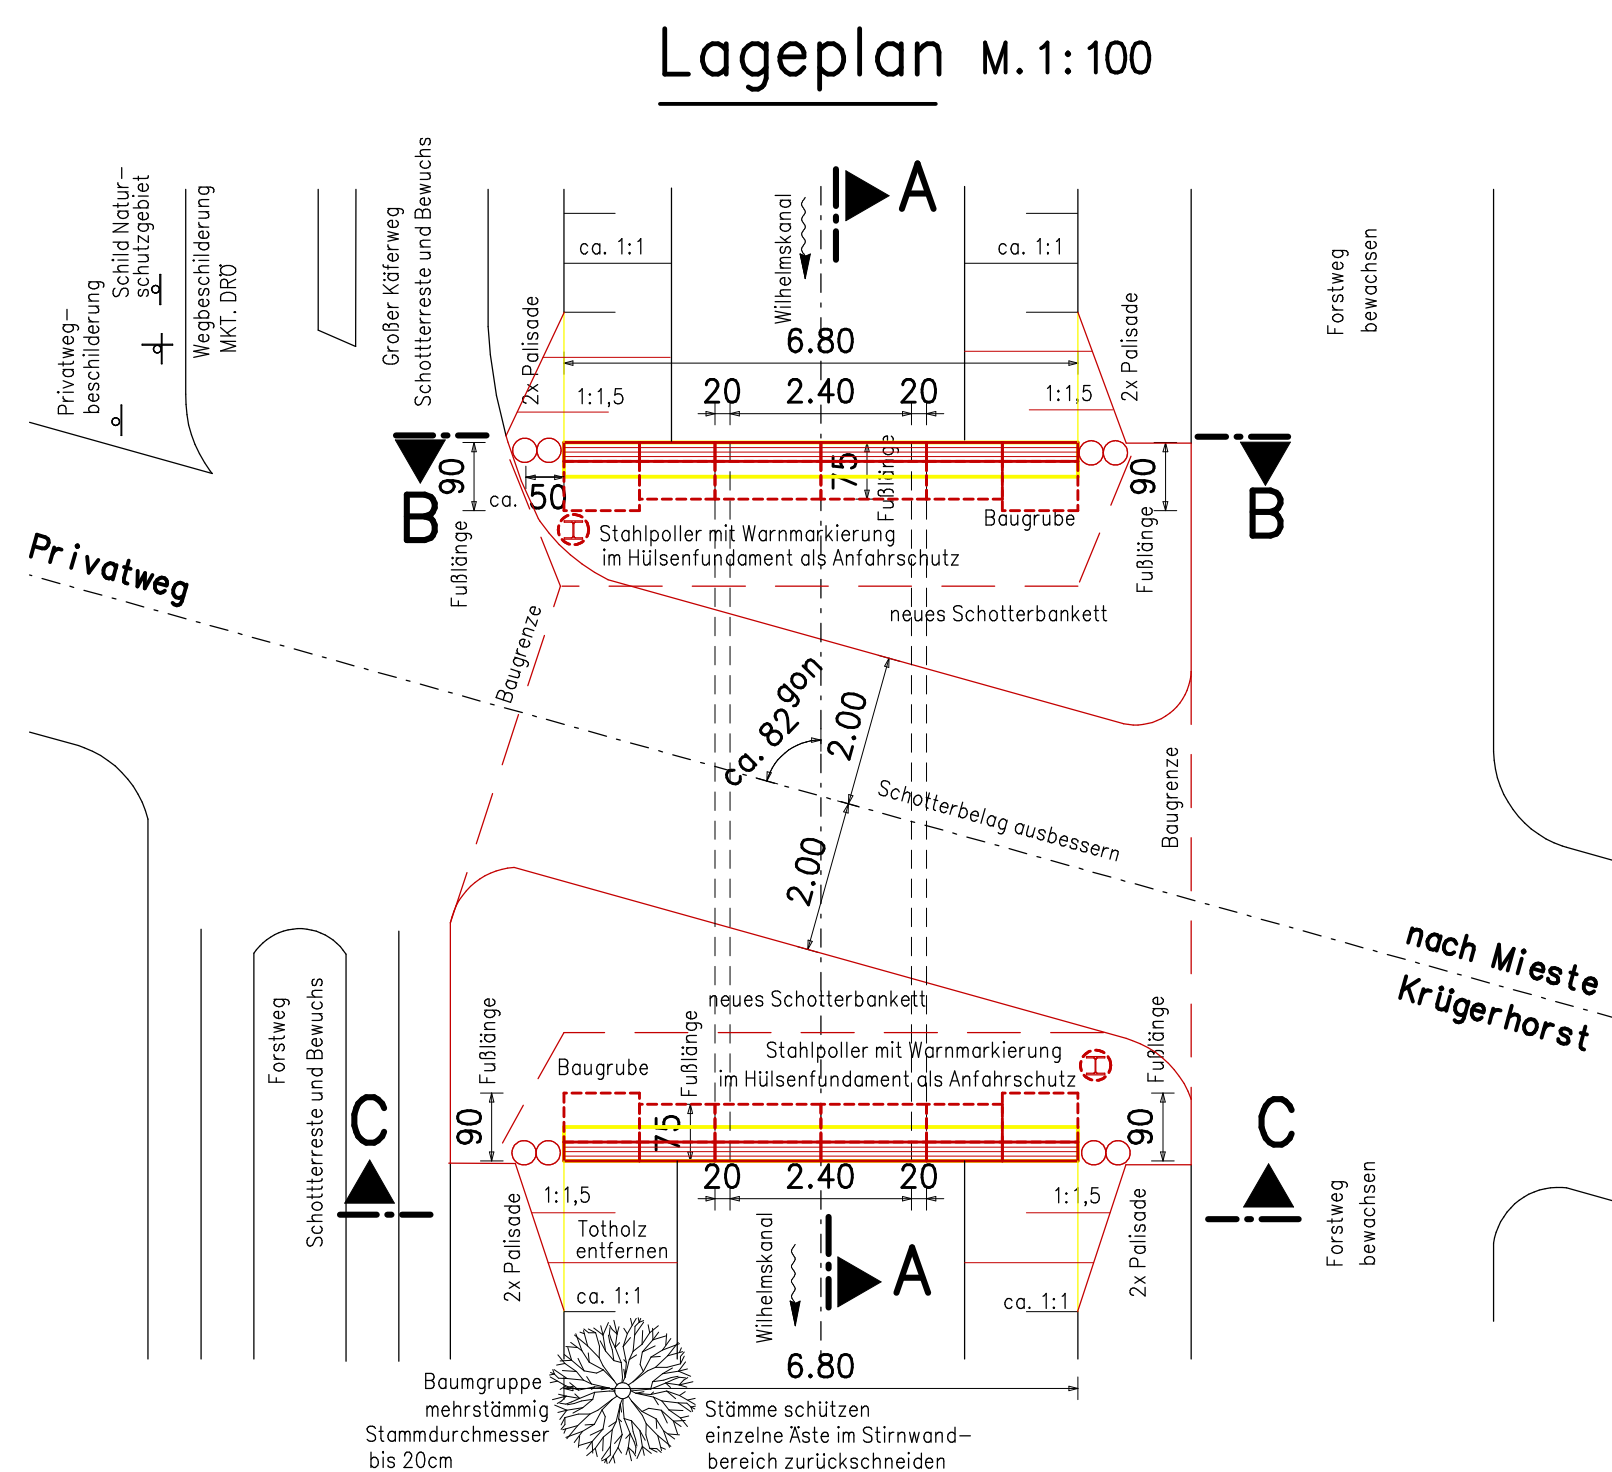 Lageplan M. 1:100
Schild Natur-
schutzgebiet
Privatweg-
beschilderung
Wegbeschilderung
MKT. DRÖ
Großer Käferweg
Schottterreste und Bewuchs
2x Palisade
ca. 1:1
Wilhelmskanal
A
ca. 1:1
2x Palisade
Forstweg
bewachsen
6.80
1:1,5
20
2.40
20
1:1,5
B
90
ca. 50
Fußlänge
75
Fußlänge
90
Fußlänge
B
Baugrube
Stahlpoller mit Warnmarkierung
im Hülsenfundament als Anfahrschutz
neues Schotterbankett
Privatweg
Baugrenze
ca. 82 gon
2.00
2.00
Schotterbelag ausbessern
Baugrenze
nach Mieste
Krügerhorst
neues Schotterbankett
Forstweg
Schottterreste und Bewuchs
Fußlänge
90
Baugrube
Fußlänge
75
Stahlpoller mit Warnmarkierung
im Hülsenfundament als Anfahrschutz
Fußlänge
90
C
C
20
2.40
20
1:1,5
1:1,5
2x Palisade
Totholz
entfernen
Wilhelmskanal
A
2x Palisade
Forstweg
bewachsen
ca. 1:1
ca. 1:1
6.80
Baumgruppe
mehrstämmig
Stammdurchmesser
bis 20cm
Stämme schützen
einzelne Äste im Stirnwand-
bereich zurückschneiden